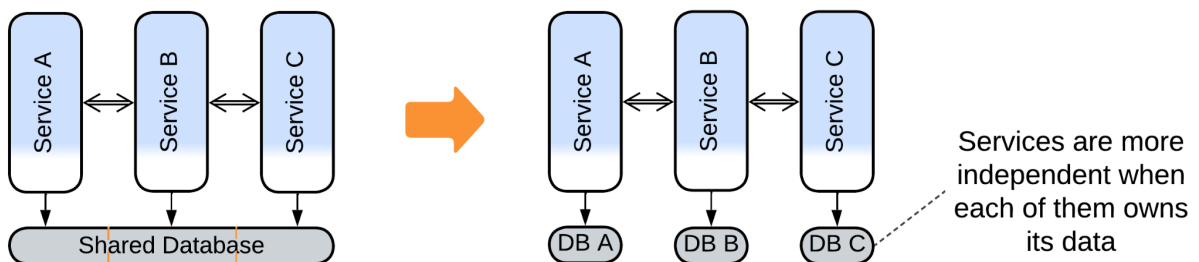 Service A
Service B
Service C
Shared Database
Service A
Service B
Service C
DB A
DB B
DB C
Services are more
independent when
each of them owns
its data